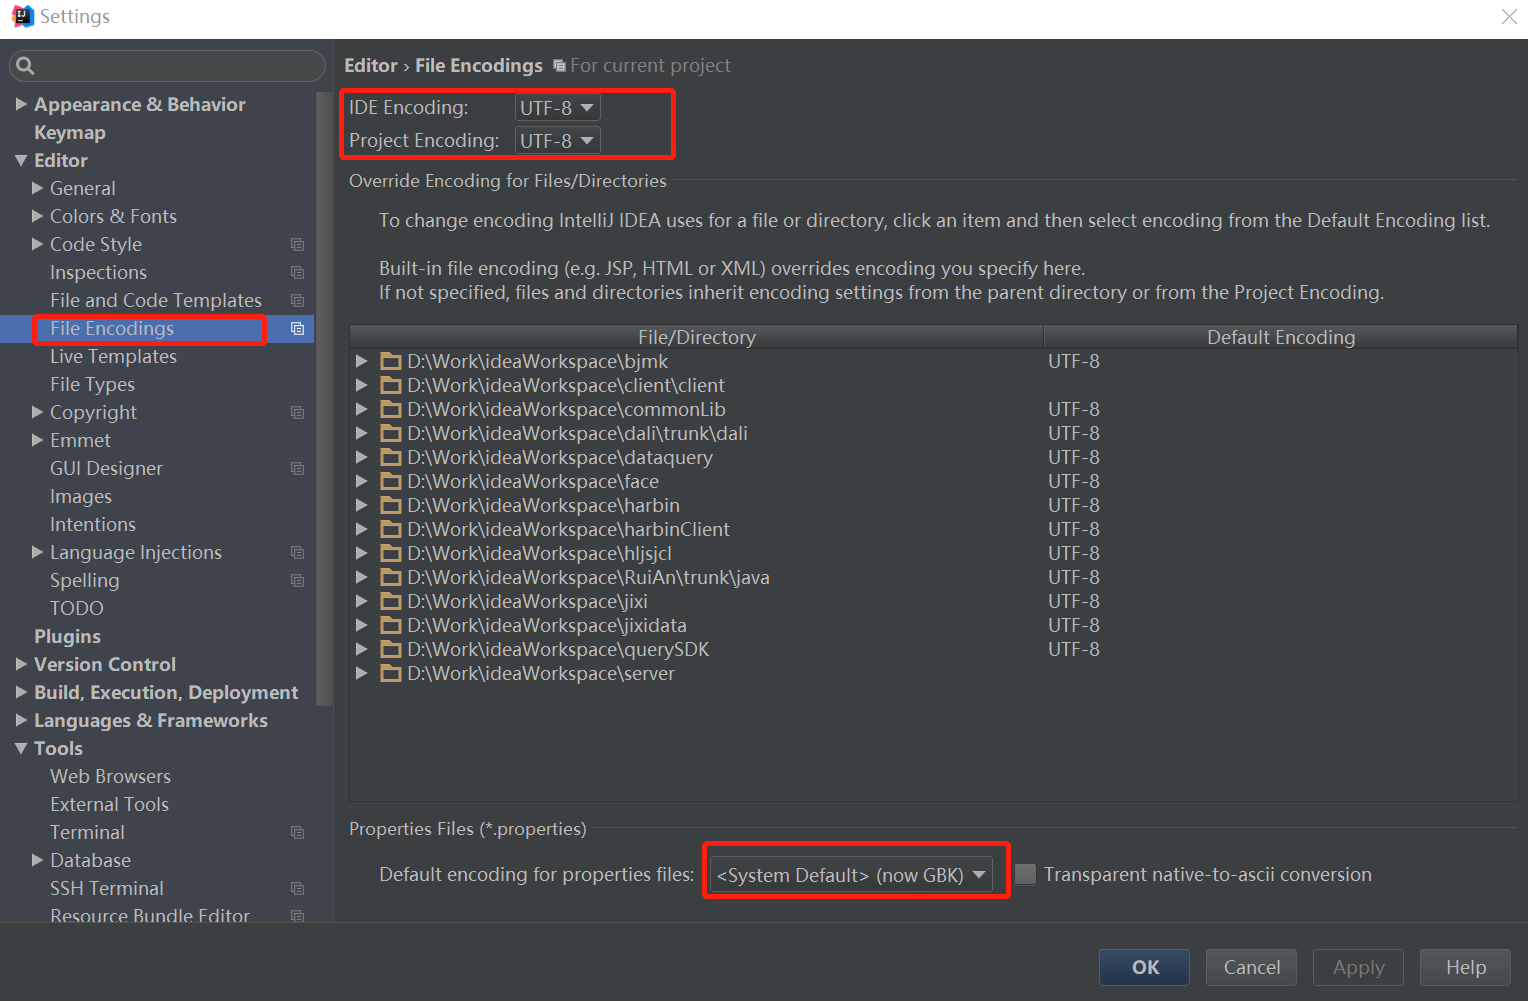 Settings
Appearance & Behavior
Keymap
Editor
General
Colors & Fonts
Code Style
Inspections
File and Code Templates
File Encodings
Live Templates
File Types
Copyright
Emmet
GUI Designer
Images
Intentions
Language Injections
Spelling
TODO
Plugins
Version Control
Build, Execution, Deployment
Languages & Frameworks
Tools
Web Browsers
External Tools
Terminal
Database
SSH Terminal
Resource Bundle Editor
Editor › File Encodings For current project
IDE Encoding: UTF-8
Project Encoding: UTF-8
Override Encoding for Files/Directories
To change encoding IntelliJ IDEA uses for a file or directory, click an item and then select encoding from the Default Encoding list.
Built-in file encoding (e.g. JSP, HTML or XML) overrides encoding you specify here.
If not specified, files and directories inherit encoding settings from the parent directory or from the Project Encoding.
File/Directory Default Encoding
D:\Work\ideaWorkspace\bjmk UTF-8
D:\Work\ideaWorkspace\client\client
D:\Work\ideaWorkspace\commonLib UTF-8
D:\Work\ideaWorkspace\dali\trunk\dali UTF-8
D:\Work\ideaWorkspace\dataquery UTF-8
D:\Work\ideaWorkspace\face UTF-8
D:\Work\ideaWorkspace\harbin UTF-8
D:\Work\ideaWorkspace\harbinClient UTF-8
D:\Work\ideaWorkspace\hljsjcl UTF-8
D:\Work\ideaWorkspace\RuiAn\trunk\java UTF-8
D:\Work\ideaWorkspace\jixi UTF-8
D:\Work\ideaWorkspace\jixidata UTF-8
D:\Work\ideaWorkspace\querySDK UTF-8
D:\Work\ideaWorkspace\server
Properties Files (*.properties)
Default encoding for properties files: <System Default> (now GBK) Transparent native-to-ascii conversion
OK Cancel Apply Help